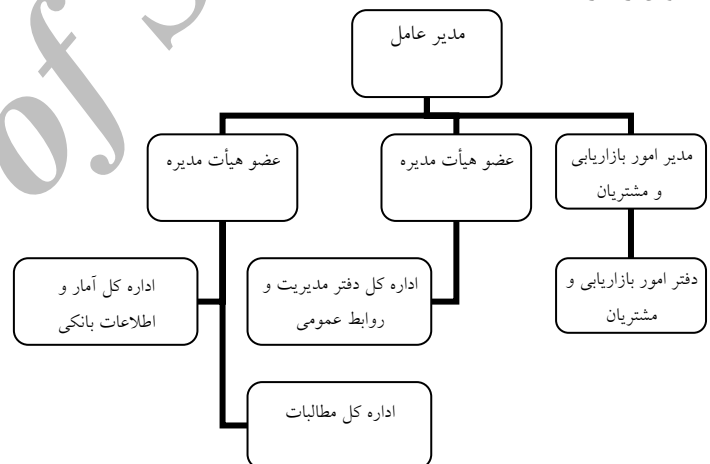 مدیر عامل
مدیر امور بازاریابی
و مشتریان
عضو هیأت مدیره
عضو هیأت مدیره
دفتر امور بازاریابی و
مشتریان
اداره کل دفتر مدیریت و
روابط عمومی
اداره کل آمار و
اطلاعات بانکی
اداره کل مطالبات
of